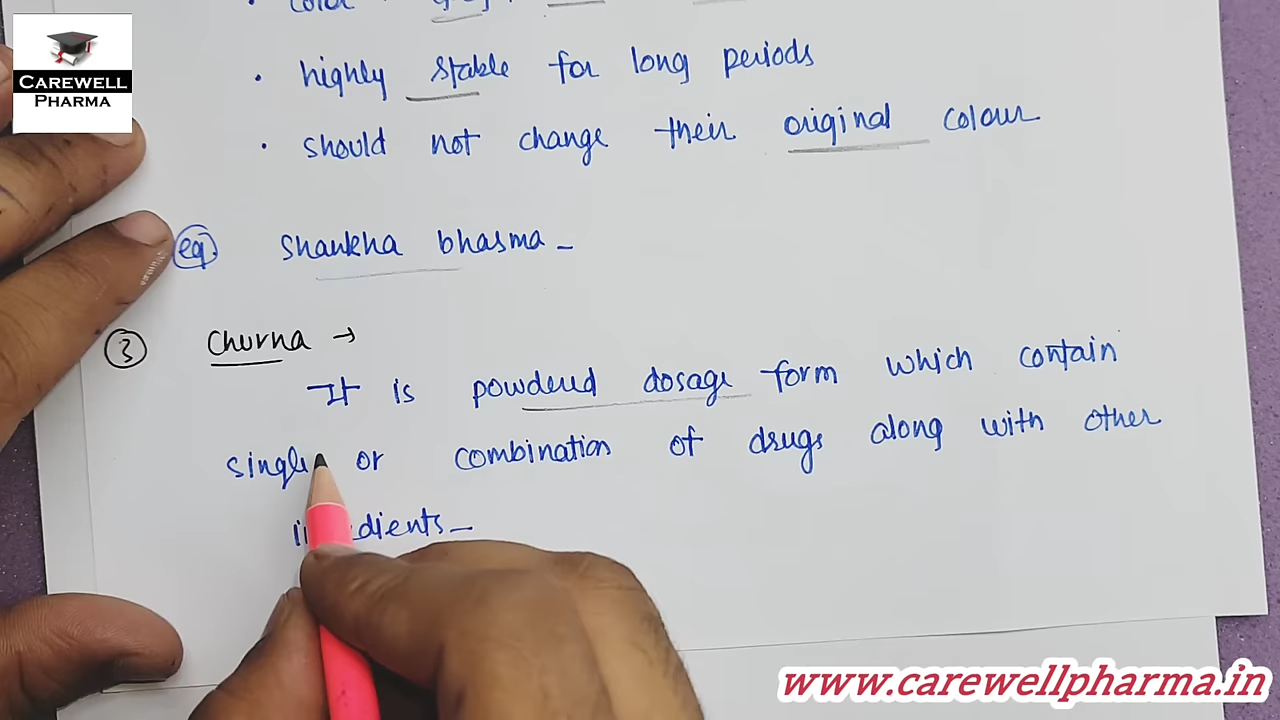 CAREWELL
PHARMA
• highly stable for long periods
• should not change their original colour
eg. Shankha bhasma -
3 Churna →
It is powdered dosage form which contain
single or combination of drugs along with other
www.carewellpharma.in